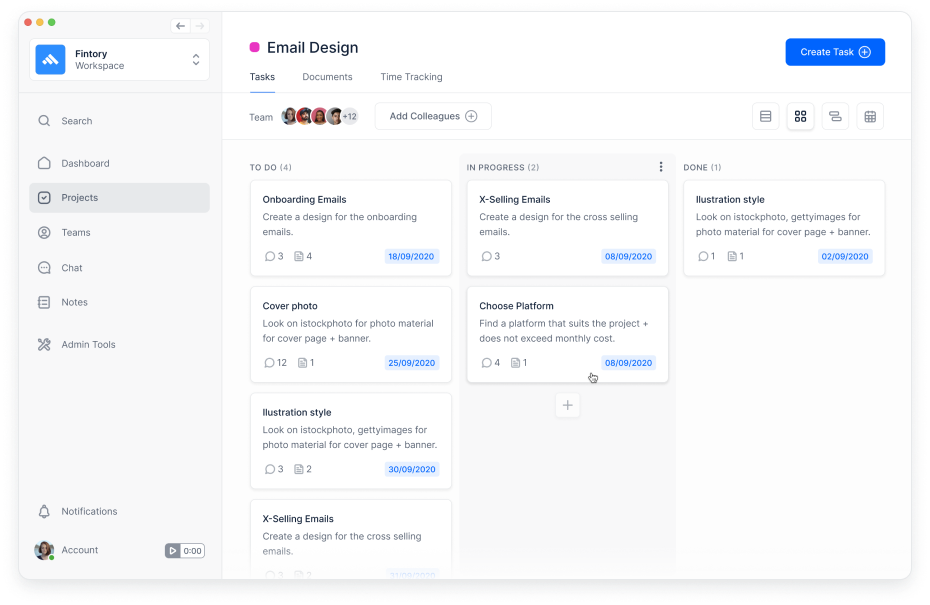 Fintory
Workspace
Search
Dashboard
Projects
Teams
Chat
Notes
Admin Tools
Notifications
Account
0:00
Email Design
Create Task
Tasks
Documents
Time Tracking
Team
+12
Add Colleagues
TO DO (4)
Onboarding Emails
Create a design for the onboarding
emails.
3
4
18/09/2020
Cover photo
Look on istockphoto for photo material
for cover page + banner.
12
1
25/09/2020
Ilustration style
Look on istockphoto, gettyimages for
photo material for cover page + banner.
3
2
30/09/2020
X-Selling Emails
Create a design for the cross selling
emails.
IN PROGRESS (2)
X-Selling Emails
Create a design for the cross selling
emails.
3
08/09/2020
Choose Platform
Find a platform that suits the project +
does not exceed monthly cost.
4
1
08/09/2020
DONE (1)
Ilustration style
Look on istockphoto, gettyimages for
photo material for cover page + banner.
1
1
02/09/2020